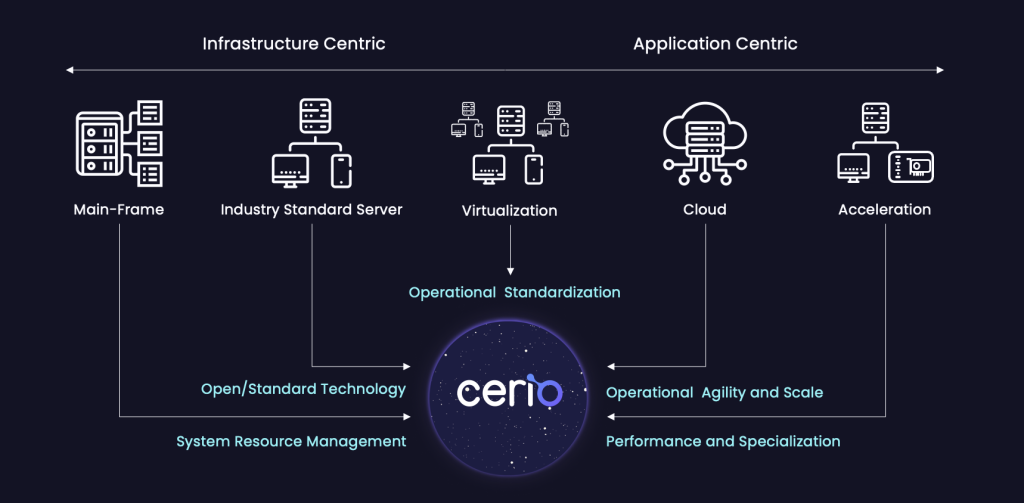 Infrastructure Centric
Application Centric
Main-Frame
Industry Standard Server
Virtualization
Cloud
Acceleration
Operational Standardization
cerio
Open/Standard Technology
Operational Agility and Scale
System Resource Management
Performance and Specialization